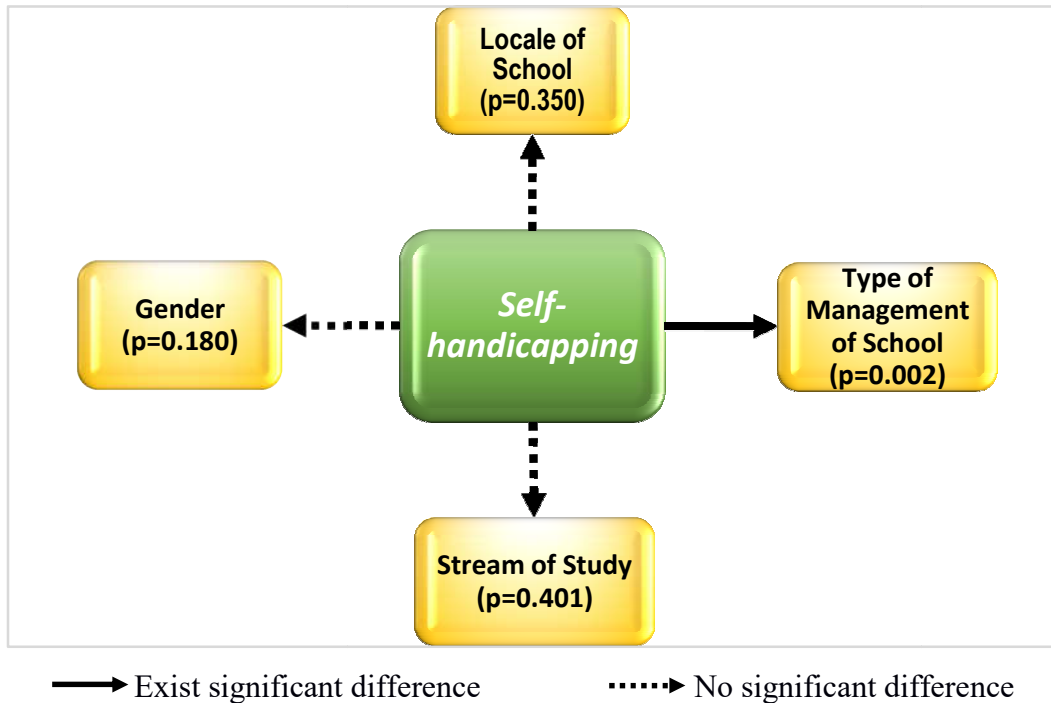 Locale of
School
(p=0.350)
Gender
(p=0.180)
Self-
handicapping
Type of
Management
of School
(p=0.002)
Stream of Study
(p=0.401)
Exist significant difference
No significant difference